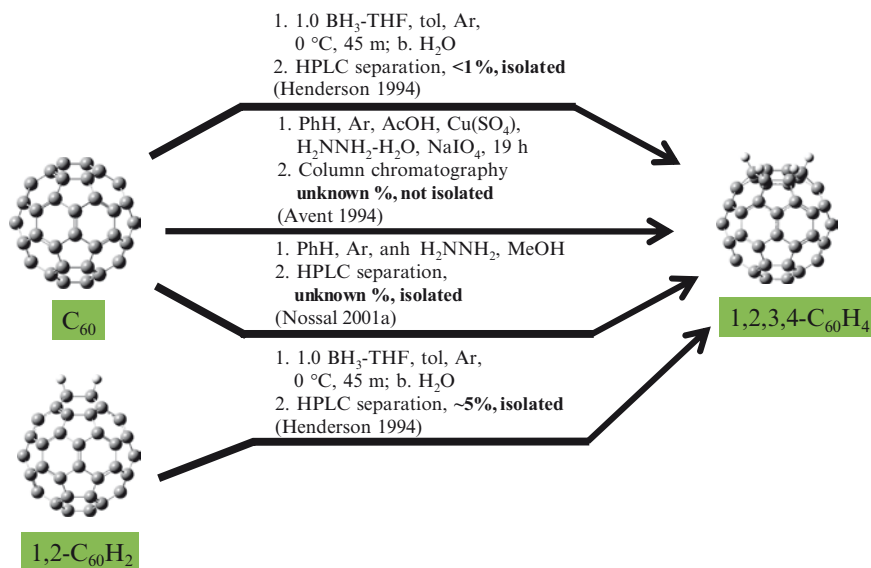 1. 1.0 BH₃-THF, tol, Ar,
0 °C, 45 m; b. H₂O
2. HPLC separation, <1%, isolated
(Henderson 1994)
1. PhH, Ar, AcOH, Cu(SO₄),
H₂NNH₂-H₂O, NaIO₄, 19 h
2. Column chromatography
unknown %, not isolated
(Avent 1994)
1. PhH, Ar, anh H₂NNH₂, MeOH
2. HPLC separation,
unknown %, isolated
(Nossal 2001a)
C₆₀
1,2,3,4-C₆₀H₄
1. 1.0 BH₃-THF, tol, Ar,
0 °C, 45 m; b. H₂O
2. HPLC separation, ~5%, isolated
(Henderson 1994)
1,2-C₆₀H₂